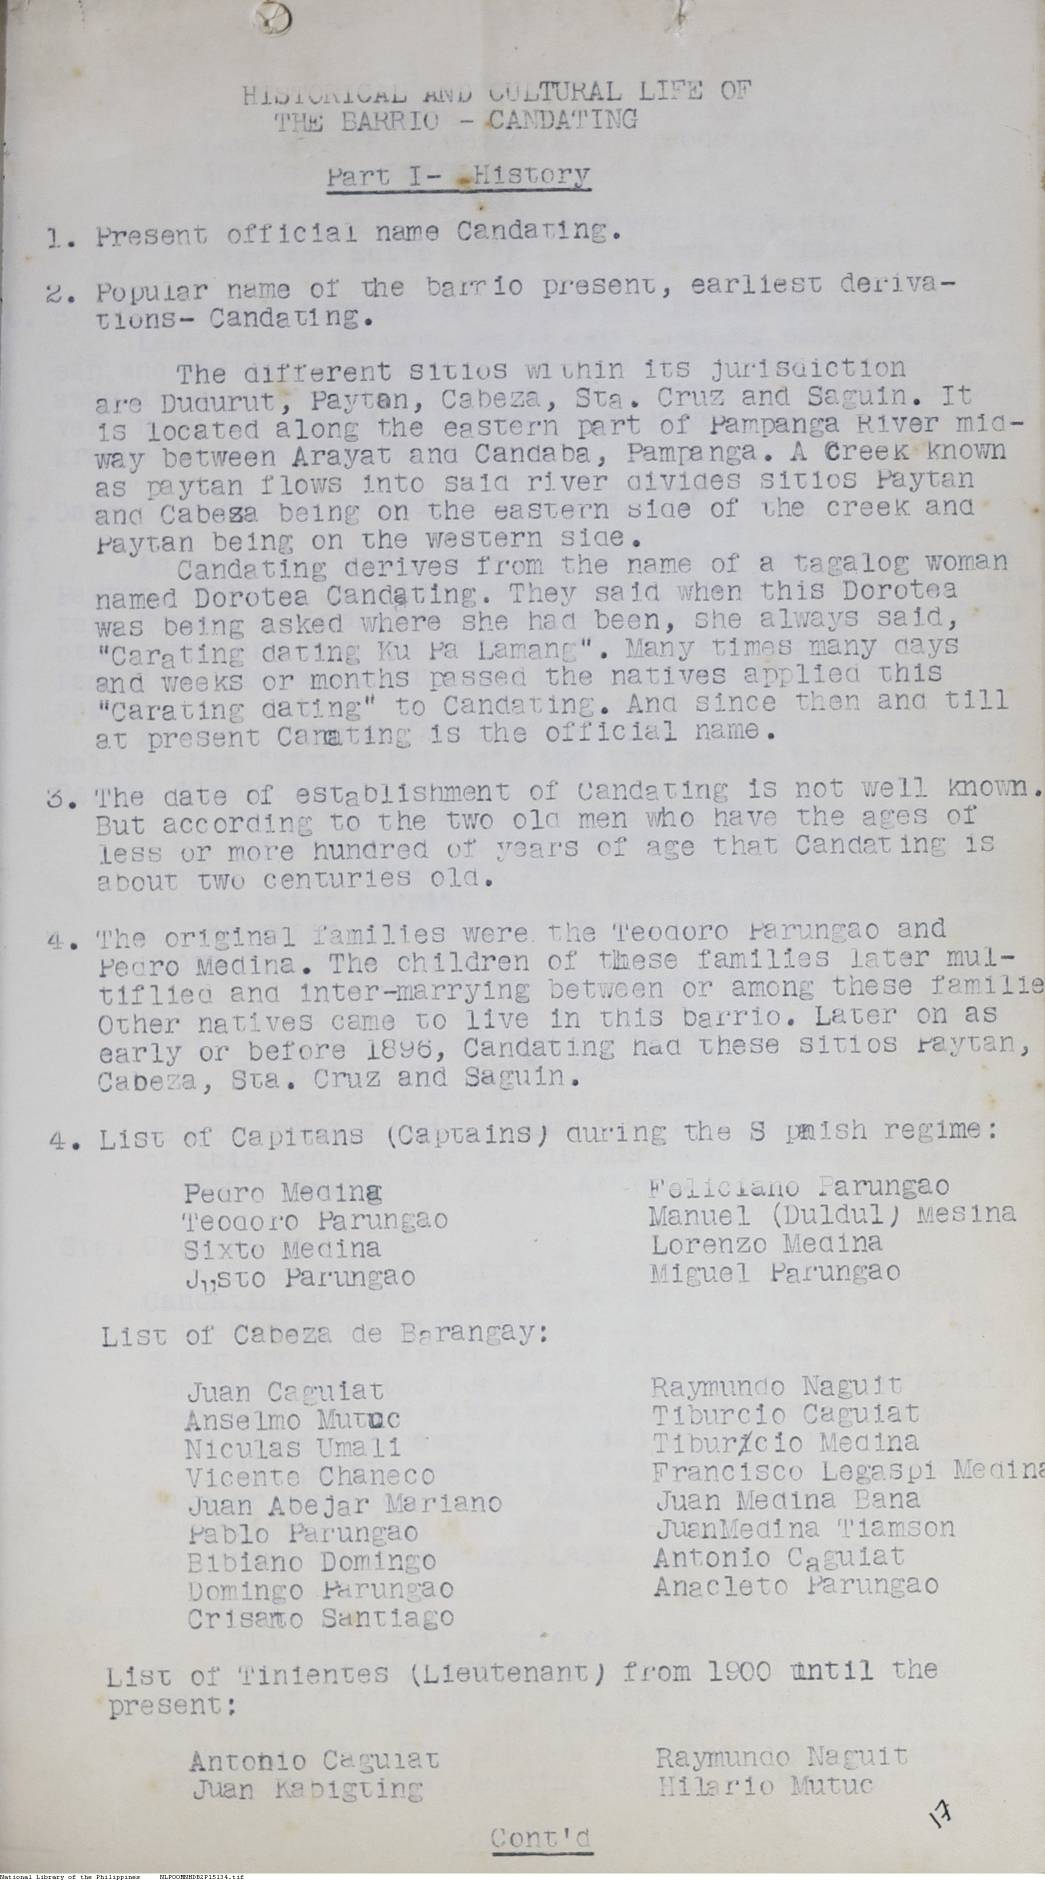 HISTORICAL AND CULTURAL LIFE OF
THE BARRIO - CANDATING
Part I- History
1. Present official name Candating.
2. Popular name of the barrio present, earliest deriva-
tions- Candating.
The different sitios within its jurisdiction
are Dudurut, Paytan, Cabeza, Sta. Cruz and Saguin. It
is located along the eastern part of Pampanga River mid-
way between Arayat and Candaba, Pampanga. A Creek known
as paytan flows into said river divides sitios Paytan
and Cabeza being on the eastern side of the creek and
Paytan being on the western side.
Candating derives from the name of a tagalog woman
named Dorotea Candating. They said when this Dorotea
was being asked where she had been, she always said,
"Carating dating Ku Pa Lamang". Many times many days
and weeks or months passed the natives applied this
"Carating dating" to Candating. And since then and till
at present Canating is the official name.
3. The date of establishment of Candating is not well known.
But according to the two old men who have the ages of
less or more hundred of years of age that Candating is
about two centuries old.
4. The original families were the Teodoro Parungao and
Pedro Medina. The children of these families later mul-
tiflied and inter-marrying between or among these familie
Other natives came to live in this barrio. Later on as
early or before 1896, Candating had these sitios Paytan,
Cabeza, Sta. Cruz and Saguin.
4. List of Capitans (Captains) during the S panish regime:
Pedro Medina
Teodoro Parungao
Sixto Medina
Justo Parungao
Feliciano Parungao
Manuel (Duldul) Mesina
Lorenzo Medina
Miguel Parungao
List of Cabeza de Barangay:
Juan Caguiat
Anselmo Mutuc
Niculas Umali
Vicente Chaneco
Juan Abejar Mariano
Pablo Parungao
Bibiano Domingo
Domingo Parungao
Crisanto Santiago
Raymundo Naguit
Tiburcio Caguiat
Tiburcio Medina
Francisco Legaspi Medina
Juan Medina Bana
JuanMedina Tiamson
Antonio Caguiat
Anacleto Parungao
List of Tinientes (Lieutenant) from 1900 until the
present:
Antonio Caguiat
Juan Kabigting
Raymundo Naguit
Hilario Mutuc
17
Cont'd
National Library of the Philippines NLPOOMNHDB2P15134.tif